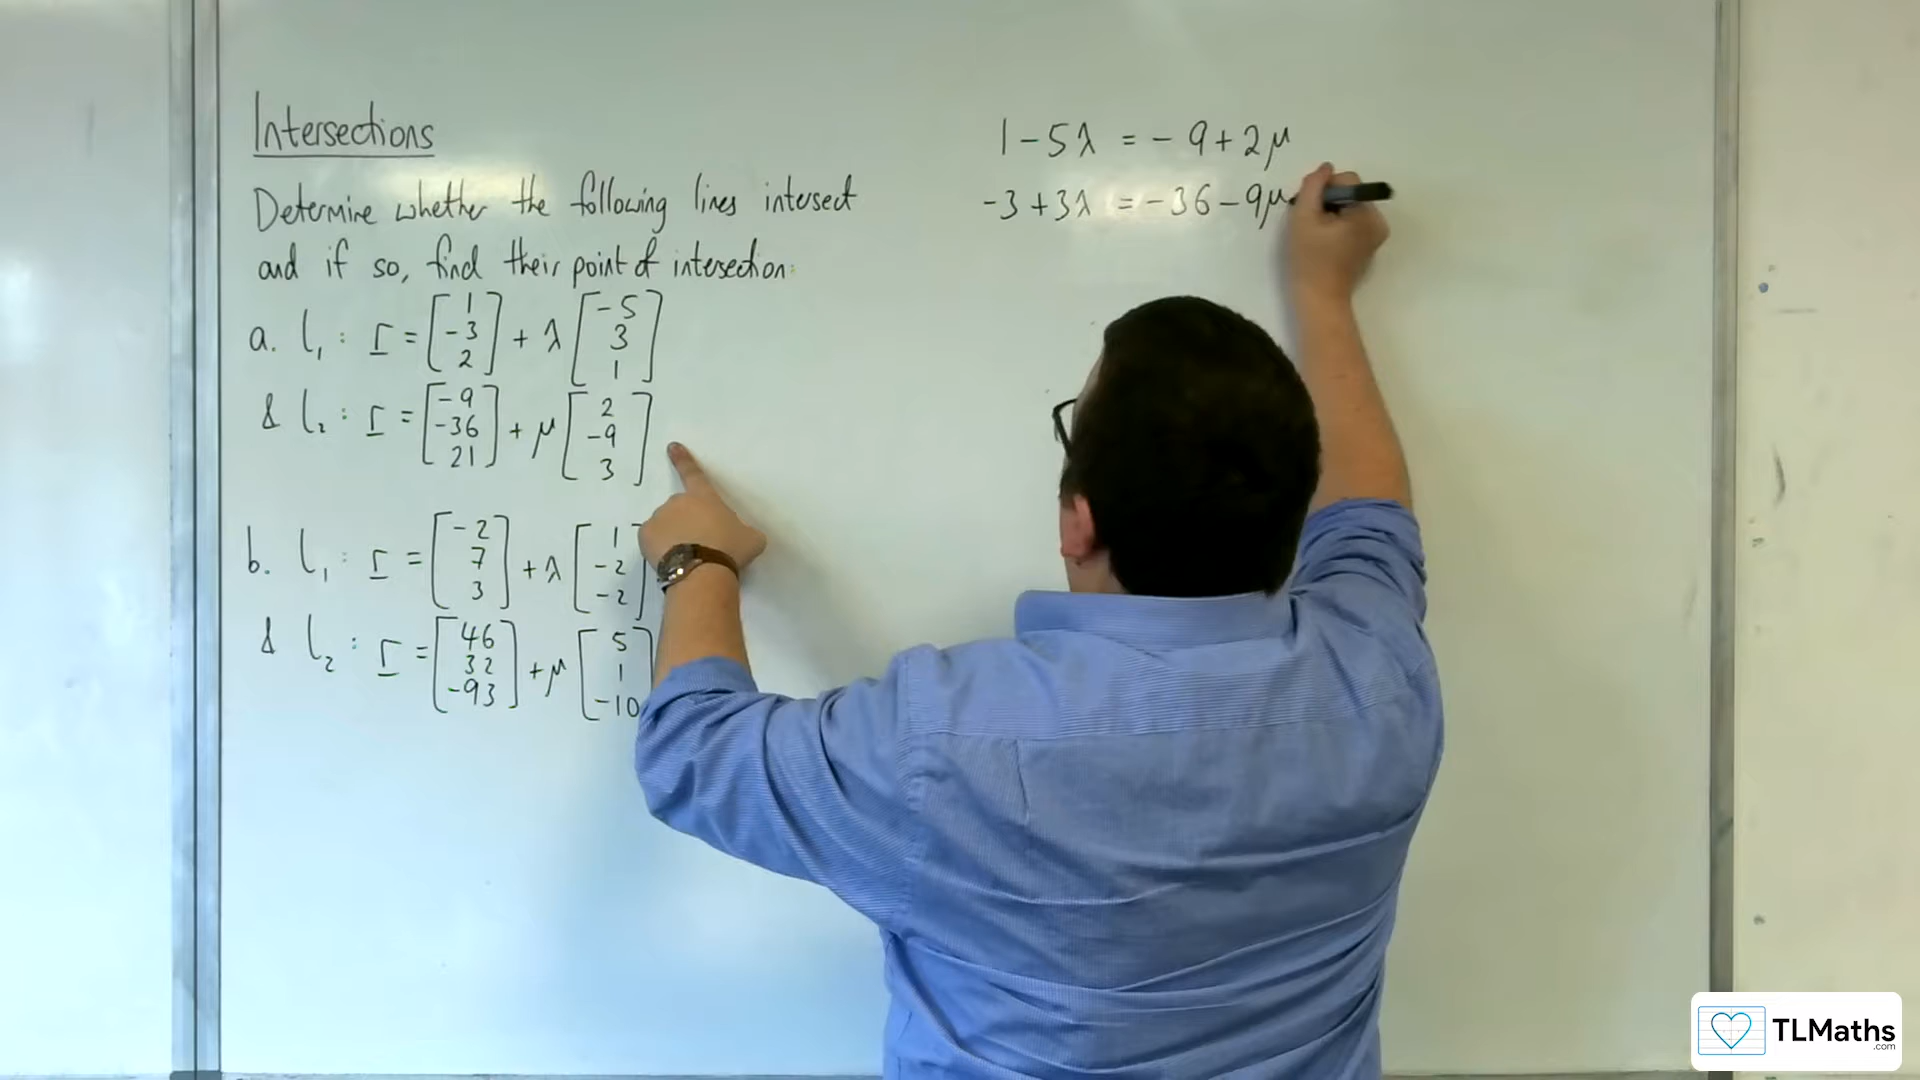 Intersections
Determine whether the following lines intersect
and if so, find their point of intersection:
a. l₁ : r = [1 -3 2] + λ [-5 3 1]
& l₂ : r = [-9 -36 21] + μ [2 -9 3]
b. l₁ : r = [-2 7 3] + λ [1 -2 -2]
& l₂ : r = [46 32 -93] + μ [5 1 -10]
1 - 5λ = - 9 + 2μ
-3 + 3λ = -36 - 9μ
TLMaths
.com